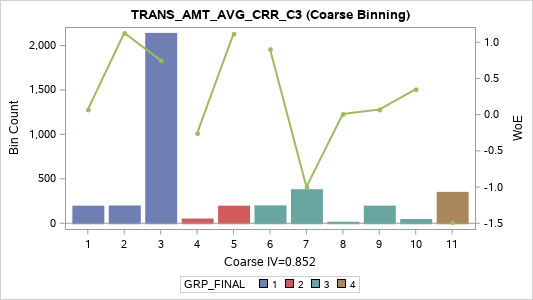 TRANS_AMT_AVG_CRR_C3 (Coarse Binning)
2,000
1,500
1,000
500
0
Bin Count
1.0
0.5
0.0
-0.5
-1.0
-1.5
WoE
1 2 3 4 5 6 7 8 9 10 11
Coarse IV=0.852
GRP_FINAL 1 2 3 4